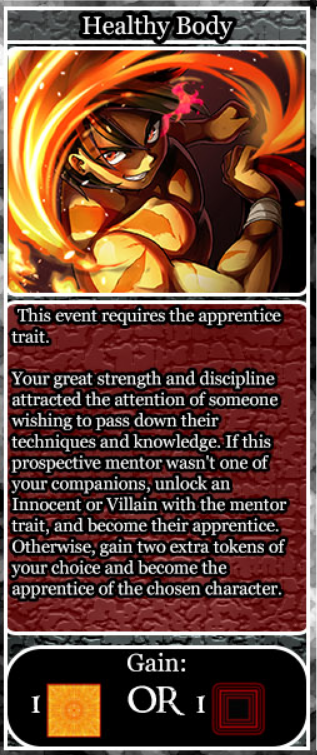 Healthy Body
This event requires the apprentice
trait.
Your great strength and discipline
attracted the attention of someone
wishing to pass down their
techniques and knowledge. If this
prospective mentor wasn't one of
your companions, unlock an
Innocent or Villain with the mentor
trait, and become their apprentice.
Otherwise, gain two extra tokens of
your choice and become the
apprentice of the chosen character.
Gain:
1 OR 1